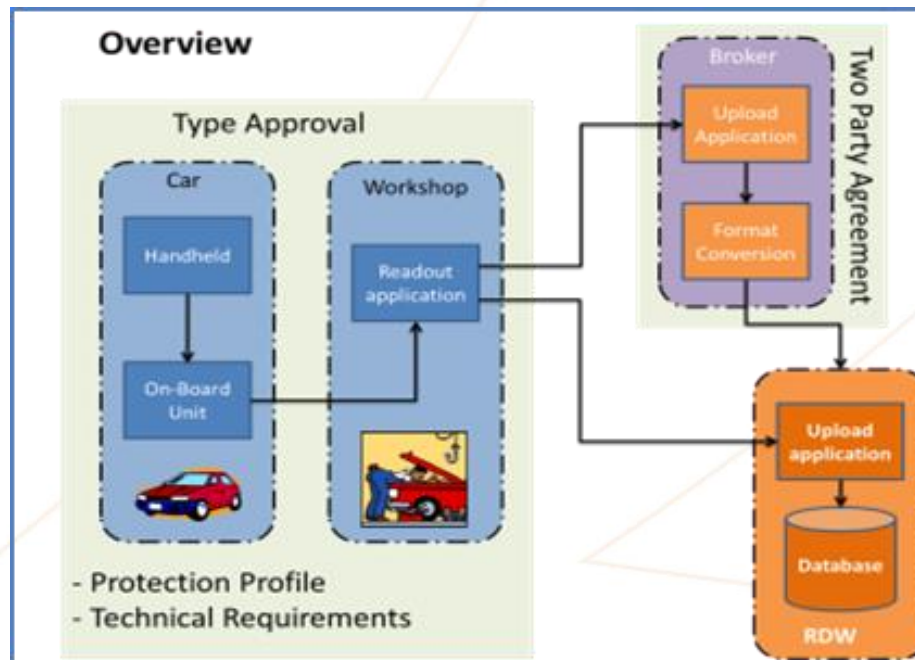 Overview
Type Approval
Car
Handheld
On-Board
Unit
Workshop
Readout
application
- Protection Profile
- Technical Requirements
Broker
Upload
Application
Format
Conversion
Two Party Agreement
Upload
application
Database
RDW